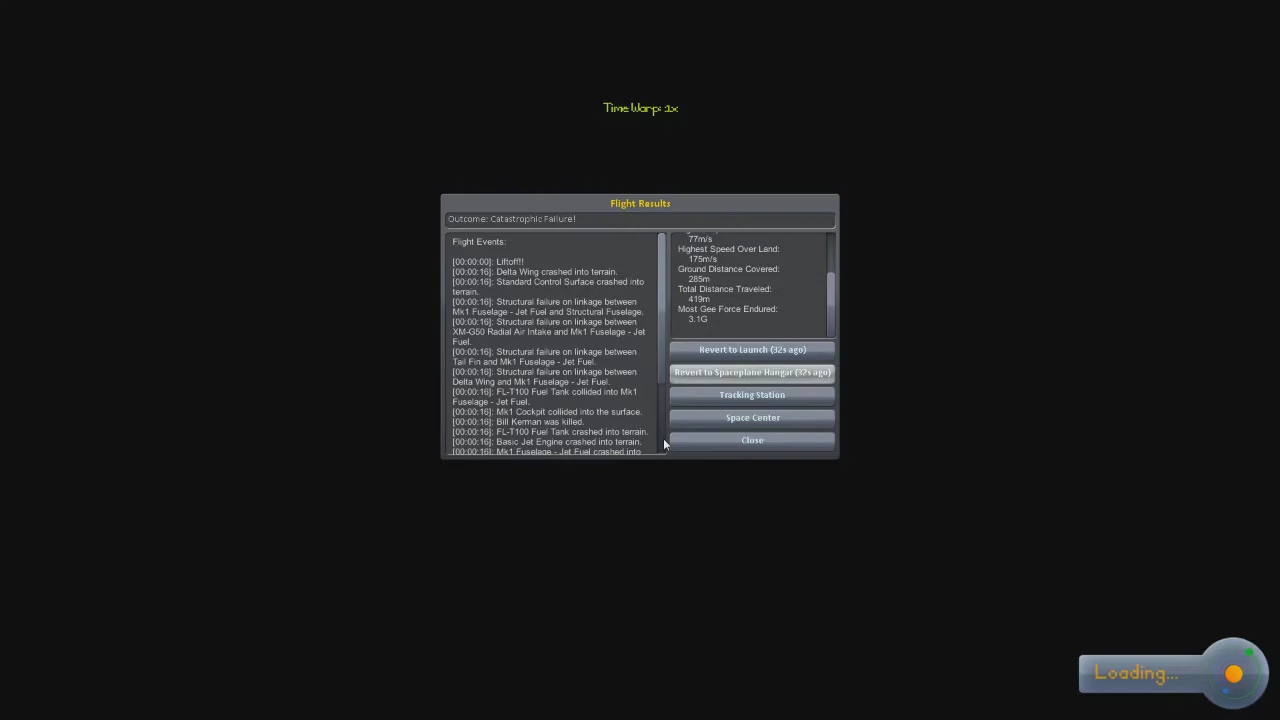 Time Warp: 1x
Flight Results
Outcome: Catastrophic Failure!
Flight Events:
[00:00:00]: Liftoff!!
[00:00:16]: Delta Wing crashed into terrain.
[00:00:16]: Standard Control Surface crashed into
terrain.
[00:00:16]: Structural failure on linkage between
Mk1 Fuselage - Jet Fuel and Structural Fuselage.
[00:00:16]: Structural failure on linkage between
XM-G50 Radial Air Intake and Mk1 Fuselage - Jet
Fuel.
[00:00:16]: Structural failure on linkage between
Tail Fin and Mk1 Fuselage - Jet Fuel.
[00:00:16]: Structural failure on linkage between
Delta Wing and Mk1 Fuselage - Jet Fuel.
[00:00:16]: FL-T100 Fuel Tank collided into Mk1
Fuselage - Jet Fuel.
[00:00:16]: Mk1 Cockpit collided into the surface.
[00:00:16]: Bill Kerman was killed.
[00:00:16]: FL-T100 Fuel Tank crashed into terrain.
[00:00:16]: Basic Jet Engine crashed into terrain.
[00:00:16]: Mk1 Fuselage - Jet Fuel crashed into
77m/s
Highest Speed Over Land:
175m/s
Ground Distance Covered:
285m
Total Distance Traveled:
419m
Most Gee Force Endured:
3.1G
Revert to Launch (32s ago)
Revert to Spaceplane Hangar (32s ago)
Tracking Station
Space Center
Close
Loading...